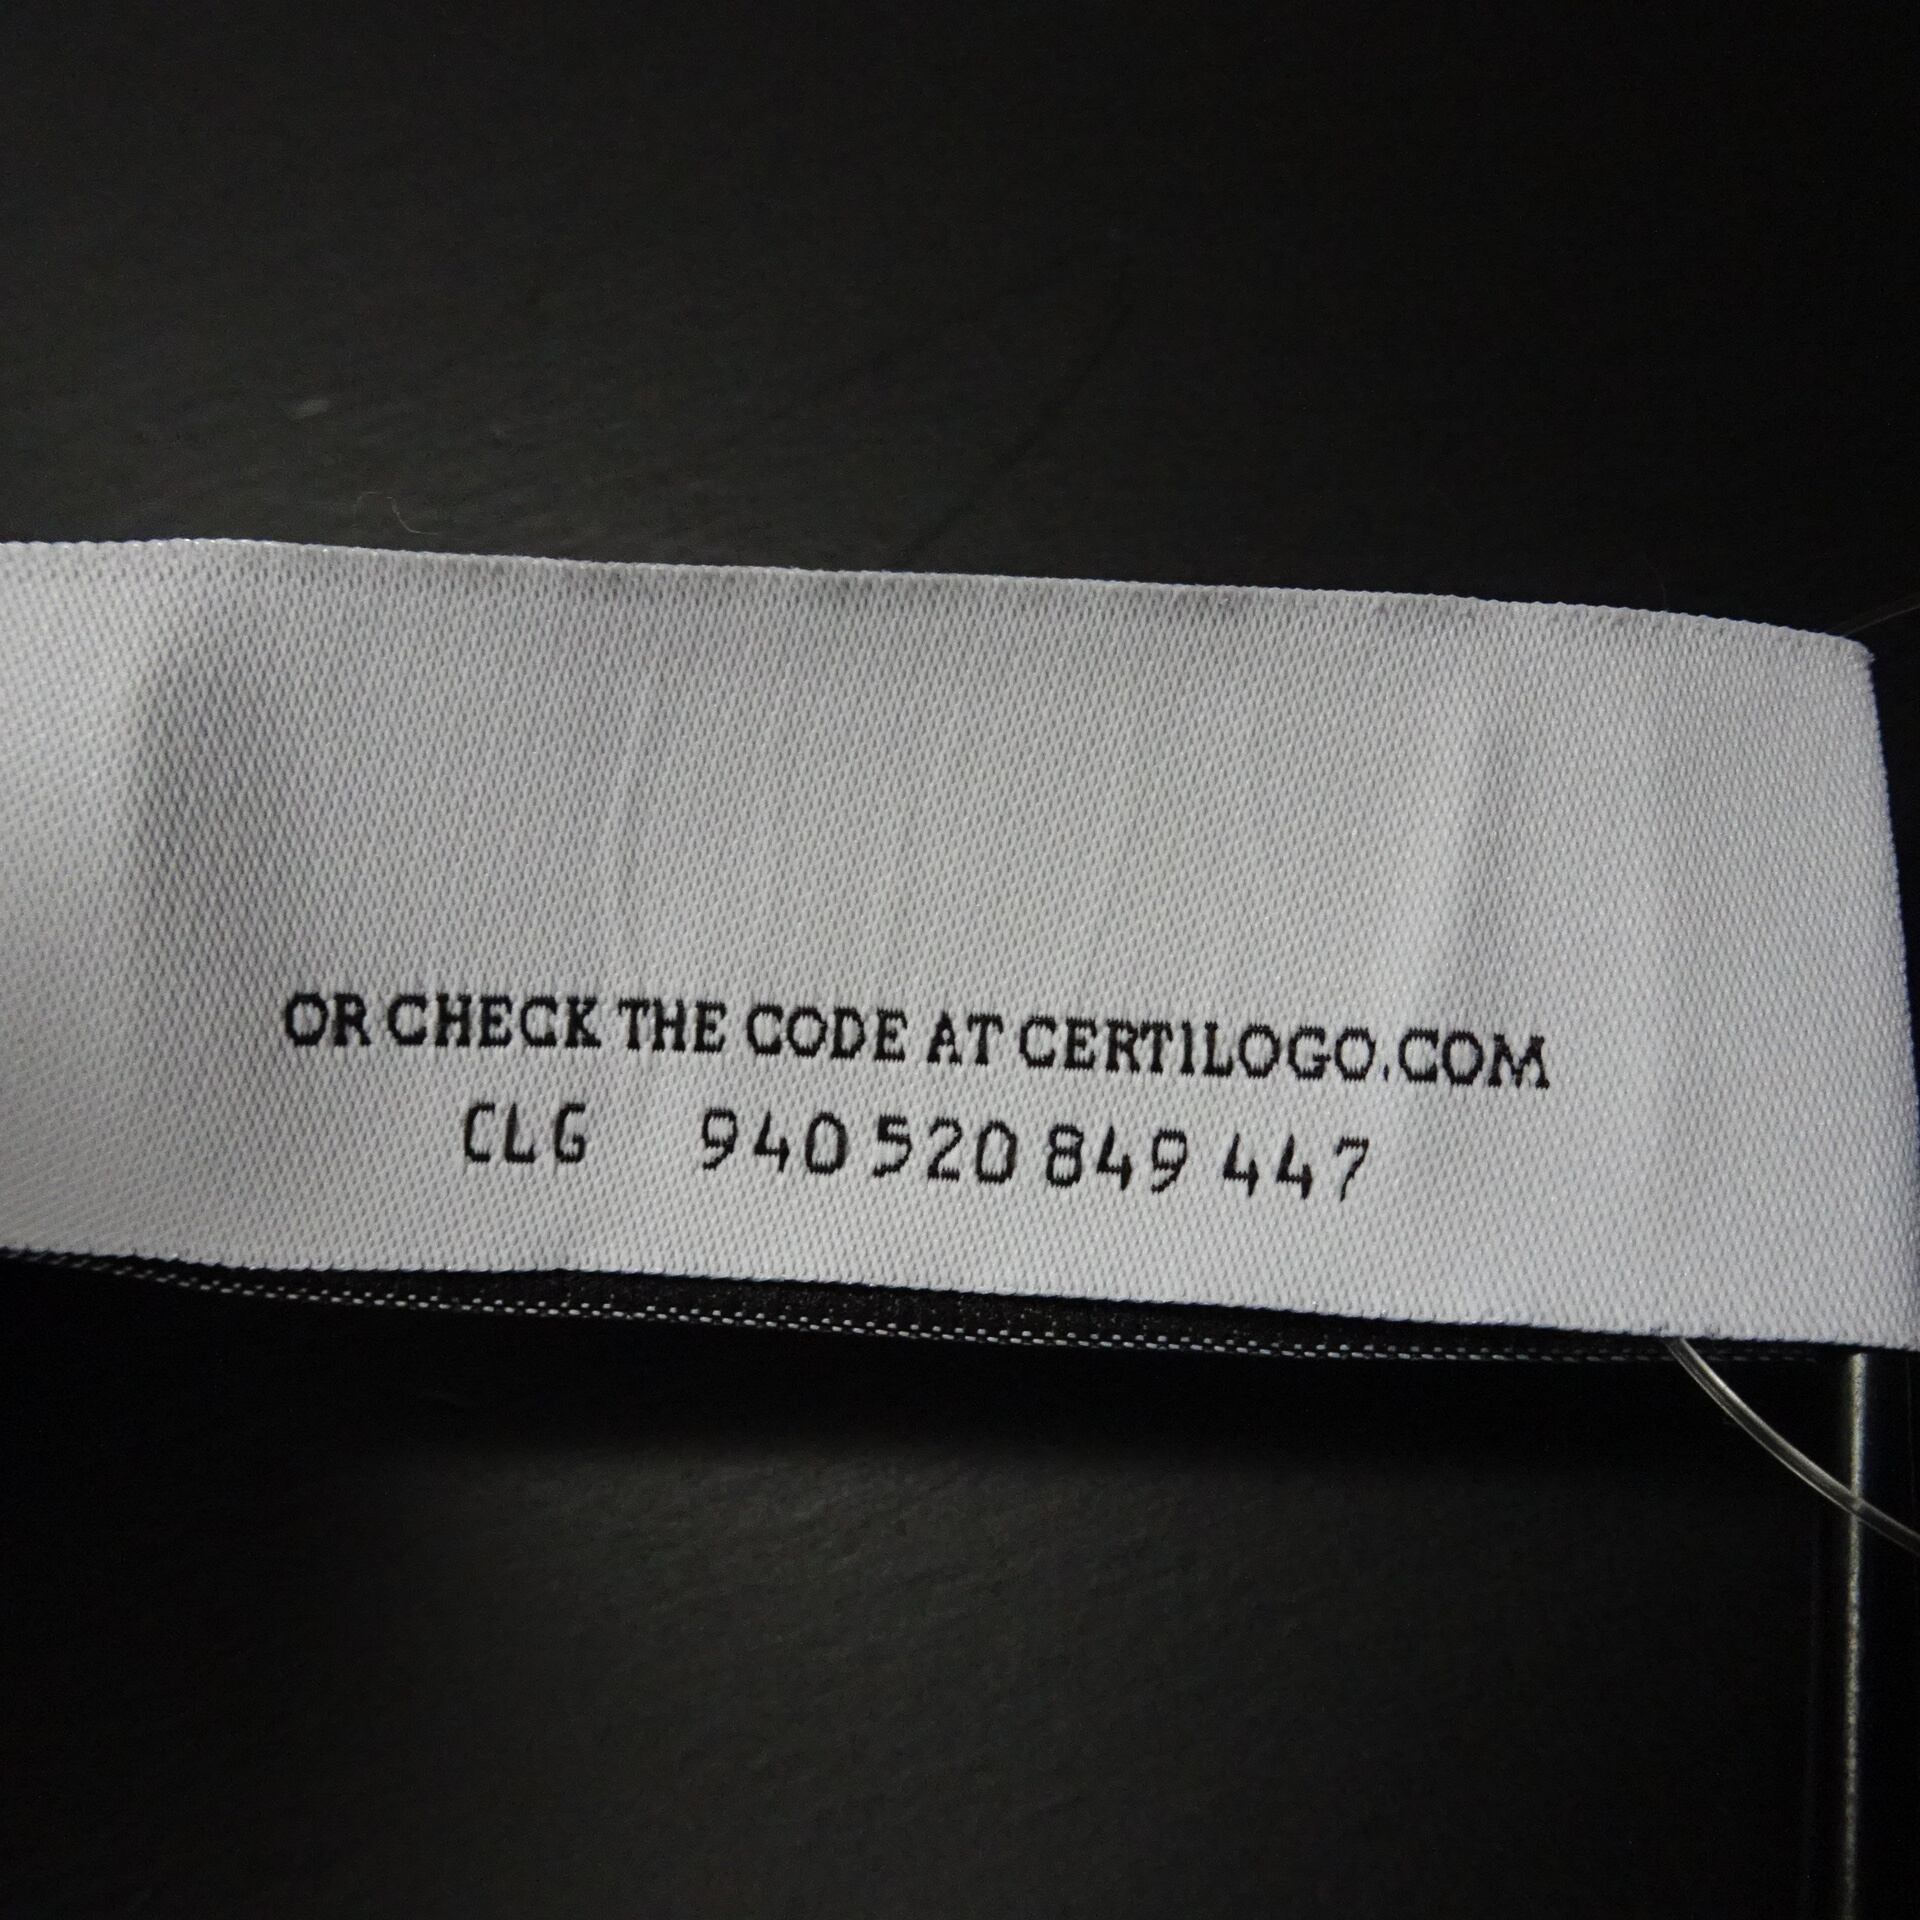 OR CHECK THE CODE AT CERTILOGO.COM
CLG 940 520 849 447